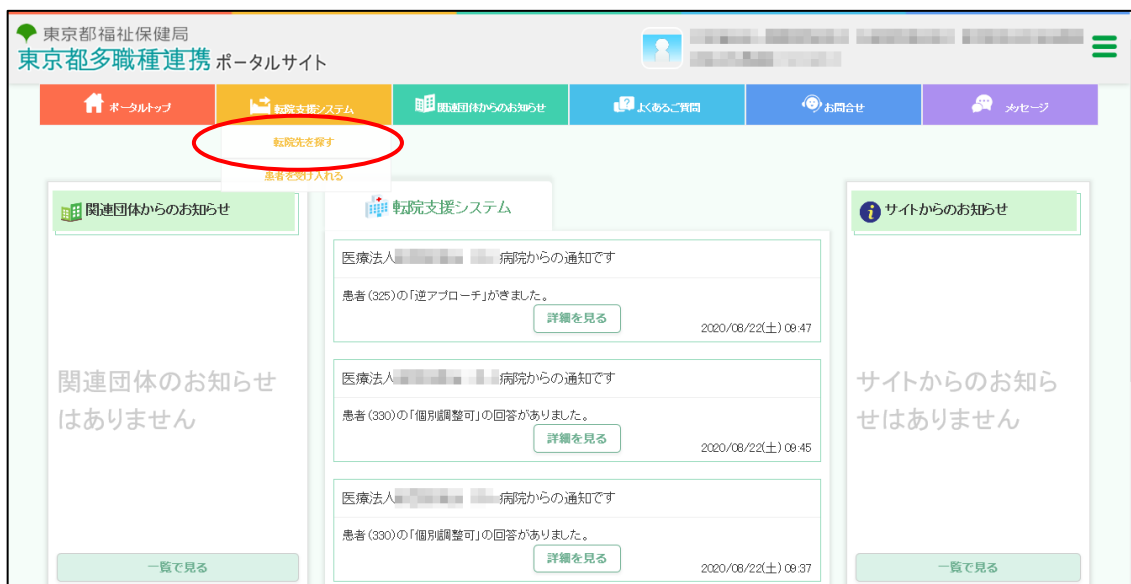 東京都福祉保健局
東京都多職種連携 ポータルサイト
ポータルトップ
転院支援システム
関連団体からのお知らせ
よくあるご質問
お問合せ
メッセージ
転院先を探す
患者を受け入れる
関連団体からのお知らせ
関連団体のお知らせ
はありません
一覧で見る
転院支援システム
医療法人 病院からの通知です
患者(325)の「逆アプローチ」がきました。
詳細を見る
2020/08/22(土) 09:47
医療法人 病院からの通知です
患者(330)の「個別調整可」の回答がありました。
詳細を見る
2020/08/22(土) 09:45
医療法人 病院からの通知です
患者(330)の「個別調整可」の回答がありました。
詳細を見る
2020/08/22(土) 09:37
サイトからのお知らせ
サイトからのお知ら
せはありません
一覧で見る